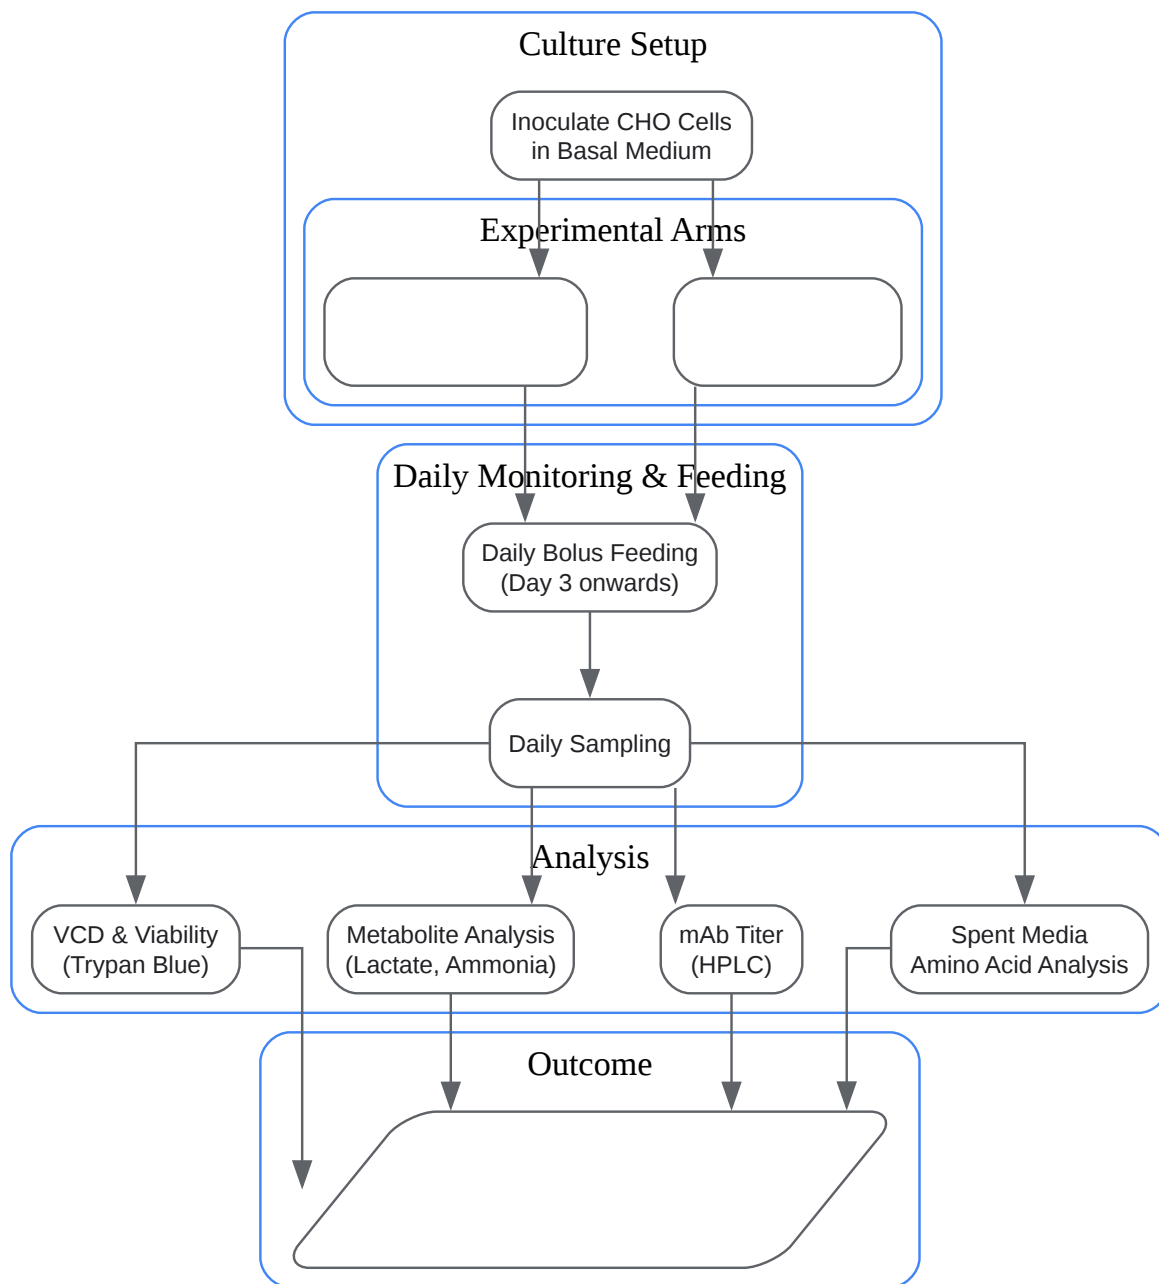 Culture Setup
Inoculate CHO Cells
in Basal Medium
Experimental Arms
Daily Monitoring & Feeding
Daily Bolus Feeding
(Day 3 onwards)
Daily Sampling
Analysis
VCD & Viability
(Trypan Blue)
Metabolite Analysis
(Lactate, Ammonia)
mAb Titer
(HPLC)
Spent Media
Amino Acid Analysis
Outcome